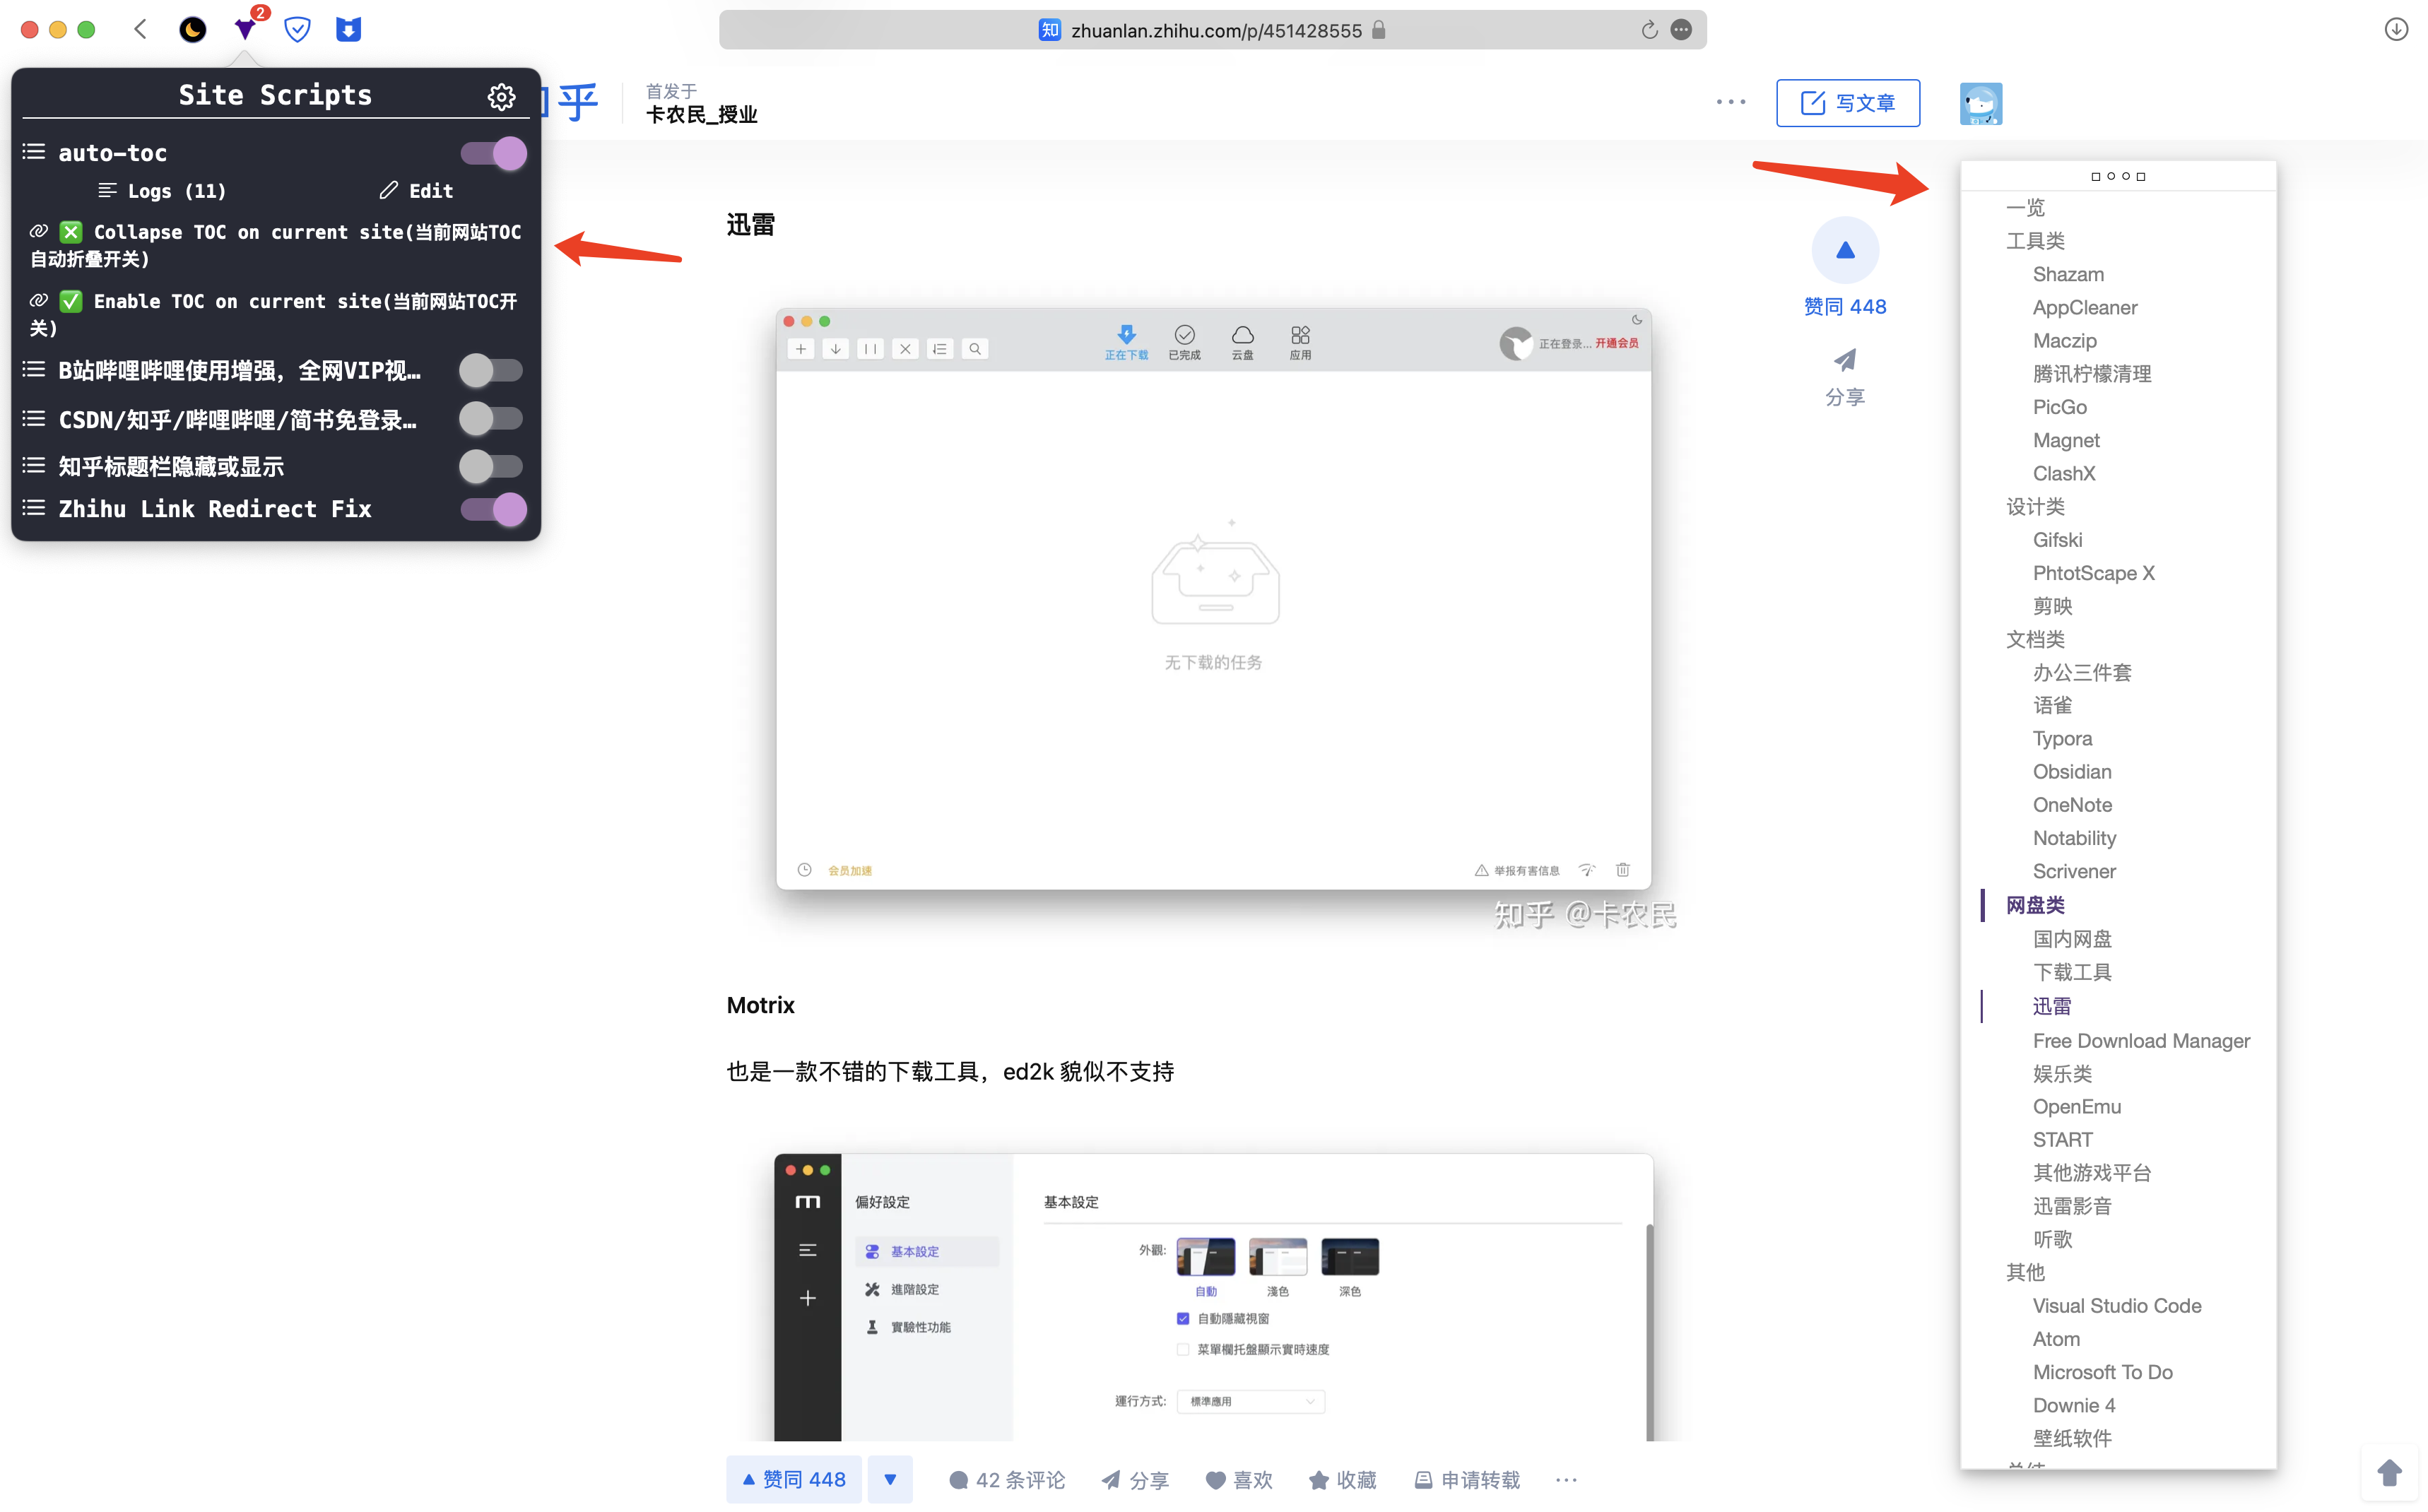 2
知 zhuanlan.zhihu.com/p/451428555
Site Scripts
auto-toc
Logs (11)
Edit
Collapse TOC on current site(当前网站TOC
自动折叠开关)
Enable TOC on current site(当前网站TOC开
关)
B站哔哩哔哩使用增强，全网VIP视...
CSDN/知乎/哔哩哔哩/简书免登录...
知乎标题栏隐藏或显示
Zhihu Link Redirect Fix
乎
首发于
卡农民_授业
写文章
迅雷
正在下载
已完成
云盘
应用
正在登录... 开通会员
无下载的任务
会员加速
举报有害信息
知乎 @卡农民
Motrix
也是一款不错的下载工具，ed2k 貌似不支持
偏好設定
基本設定
進階設定
實驗性功能
基本設定
外觀:
自動
淺色
深色
自動隱藏視窗
菜單欄托盤顯示實時速度
運行方式:
標準應用
赞同 448
42 条评论
分享
喜欢
收藏
申请转载
赞同 448
分享
一览
工具类
Shazam
AppCleaner
Maczip
腾讯柠檬清理
PicGo
Magnet
ClashX
设计类
Gifski
PhtotScape X
剪映
文档类
办公三件套
语雀
Typora
Obsidian
OneNote
Notability
Scrivener
网盘类
国内网盘
下载工具
迅雷
Free Download Manager
娱乐类
OpenEmu
START
其他游戏平台
迅雷影音
听歌
其他
Visual Studio Code
Atom
Microsoft To Do
Downie 4
壁纸软件